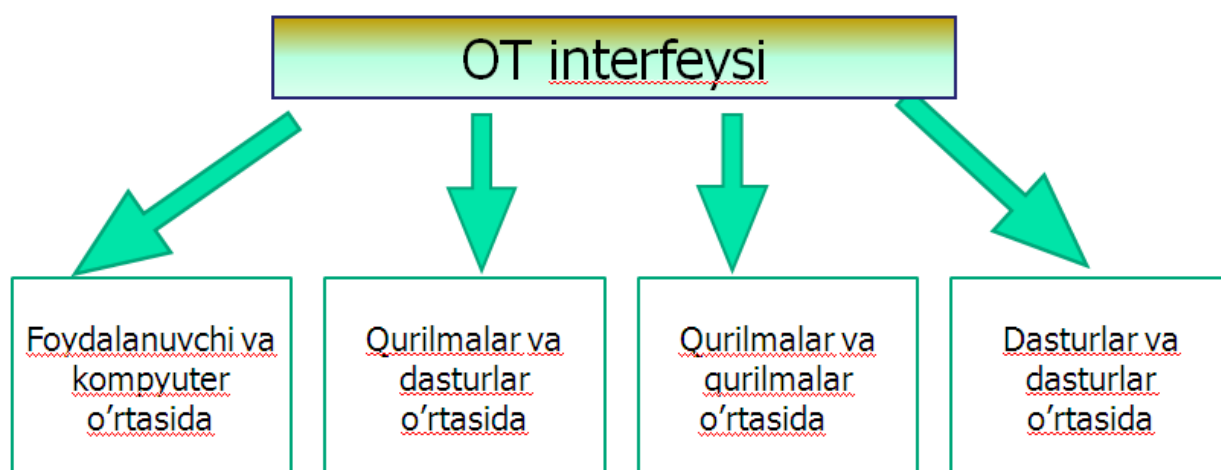 OT interfeysi
Foydalanuvchi va
kompyuter
o’rtasida
Qurilmalar va
dasturlar
o’rtasida
Qurilmalar va
qurilmalar
o’rtasida
Dasturlar va
dasturlar
o’rtasida